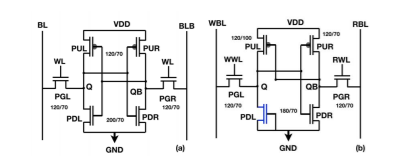 BL VDD BLB
PUL 120/70 PUR
WL WL
Q QB
PGL PGR
120/70 120/70
PDL 200/70 PDR
GND (a)
WBL VDD RBL
120/100 120/70
PUL PUR
WWL RWL
Q QB
PGL PGR
120/70 180/70 120/70
PDL PDR
GND (b)